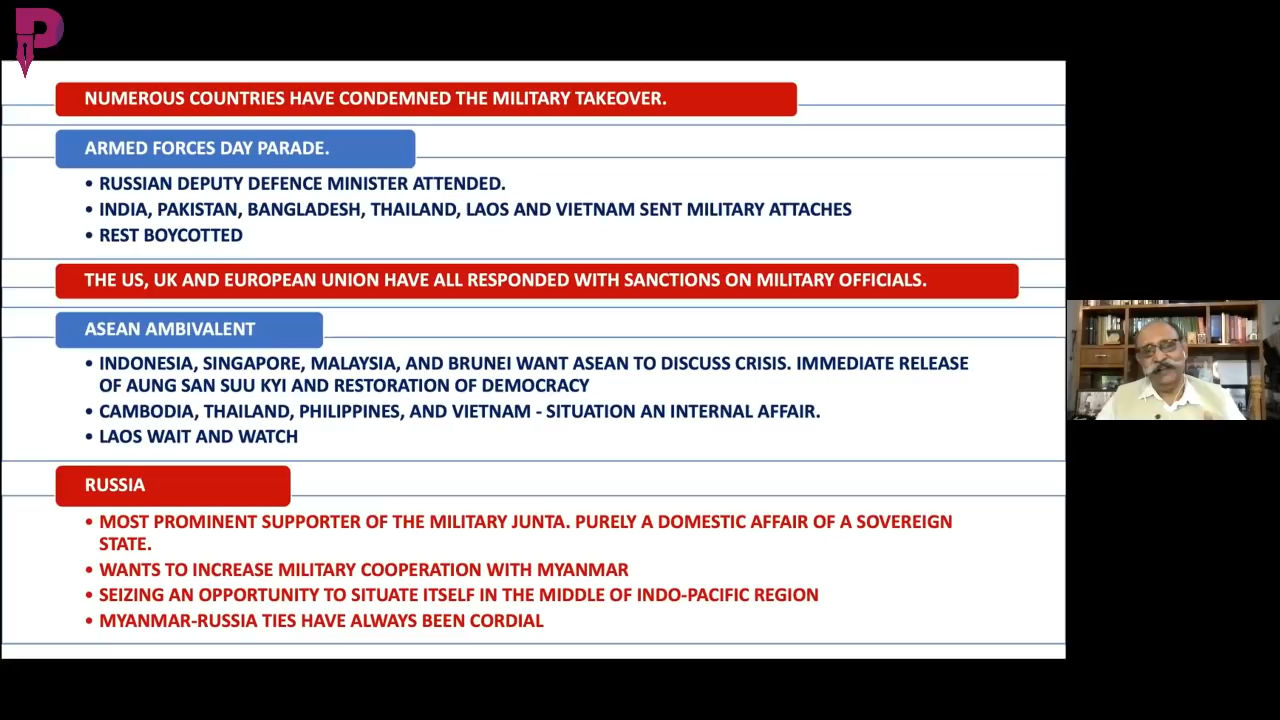 P
NUMEROUS COUNTRIES HAVE CONDEMNED THE MILITARY TAKEOVER.
ARMED FORCES DAY PARADE.
• RUSSIAN DEPUTY DEFENCE MINISTER ATTENDED.
• INDIA, PAKISTAN, BANGLADESH, THAILAND, LAOS AND VIETNAM SENT MILITARY ATTACHES
• REST BOYCOTTED
THE US, UK AND EUROPEAN UNION HAVE ALL RESPONDED WITH SANCTIONS ON MILITARY OFFICIALS.
ASEAN AMBIVALENT
• INDONESIA, SINGAPORE, MALAYSIA, AND BRUNEI WANT ASEAN TO DISCUSS CRISIS. IMMEDIATE RELEASE
OF AUNG SAN SUU KYI AND RESTORATION OF DEMOCRACY
• CAMBODIA, THAILAND, PHILIPPINES, AND VIETNAM - SITUATION AN INTERNAL AFFAIR.
• LAOS WAIT AND WATCH
RUSSIA
• MOST PROMINENT SUPPORTER OF THE MILITARY JUNTA. PURELY A DOMESTIC AFFAIR OF A SOVEREIGN
STATE.
• WANTS TO INCREASE MILITARY COOPERATION WITH MYANMAR
• SEIZING AN OPPORTUNITY TO SITUATE ITSELF IN THE MIDDLE OF INDO-PACIFIC REGION
• MYANMAR-RUSSIA TIES HAVE ALWAYS BEEN CORDIAL